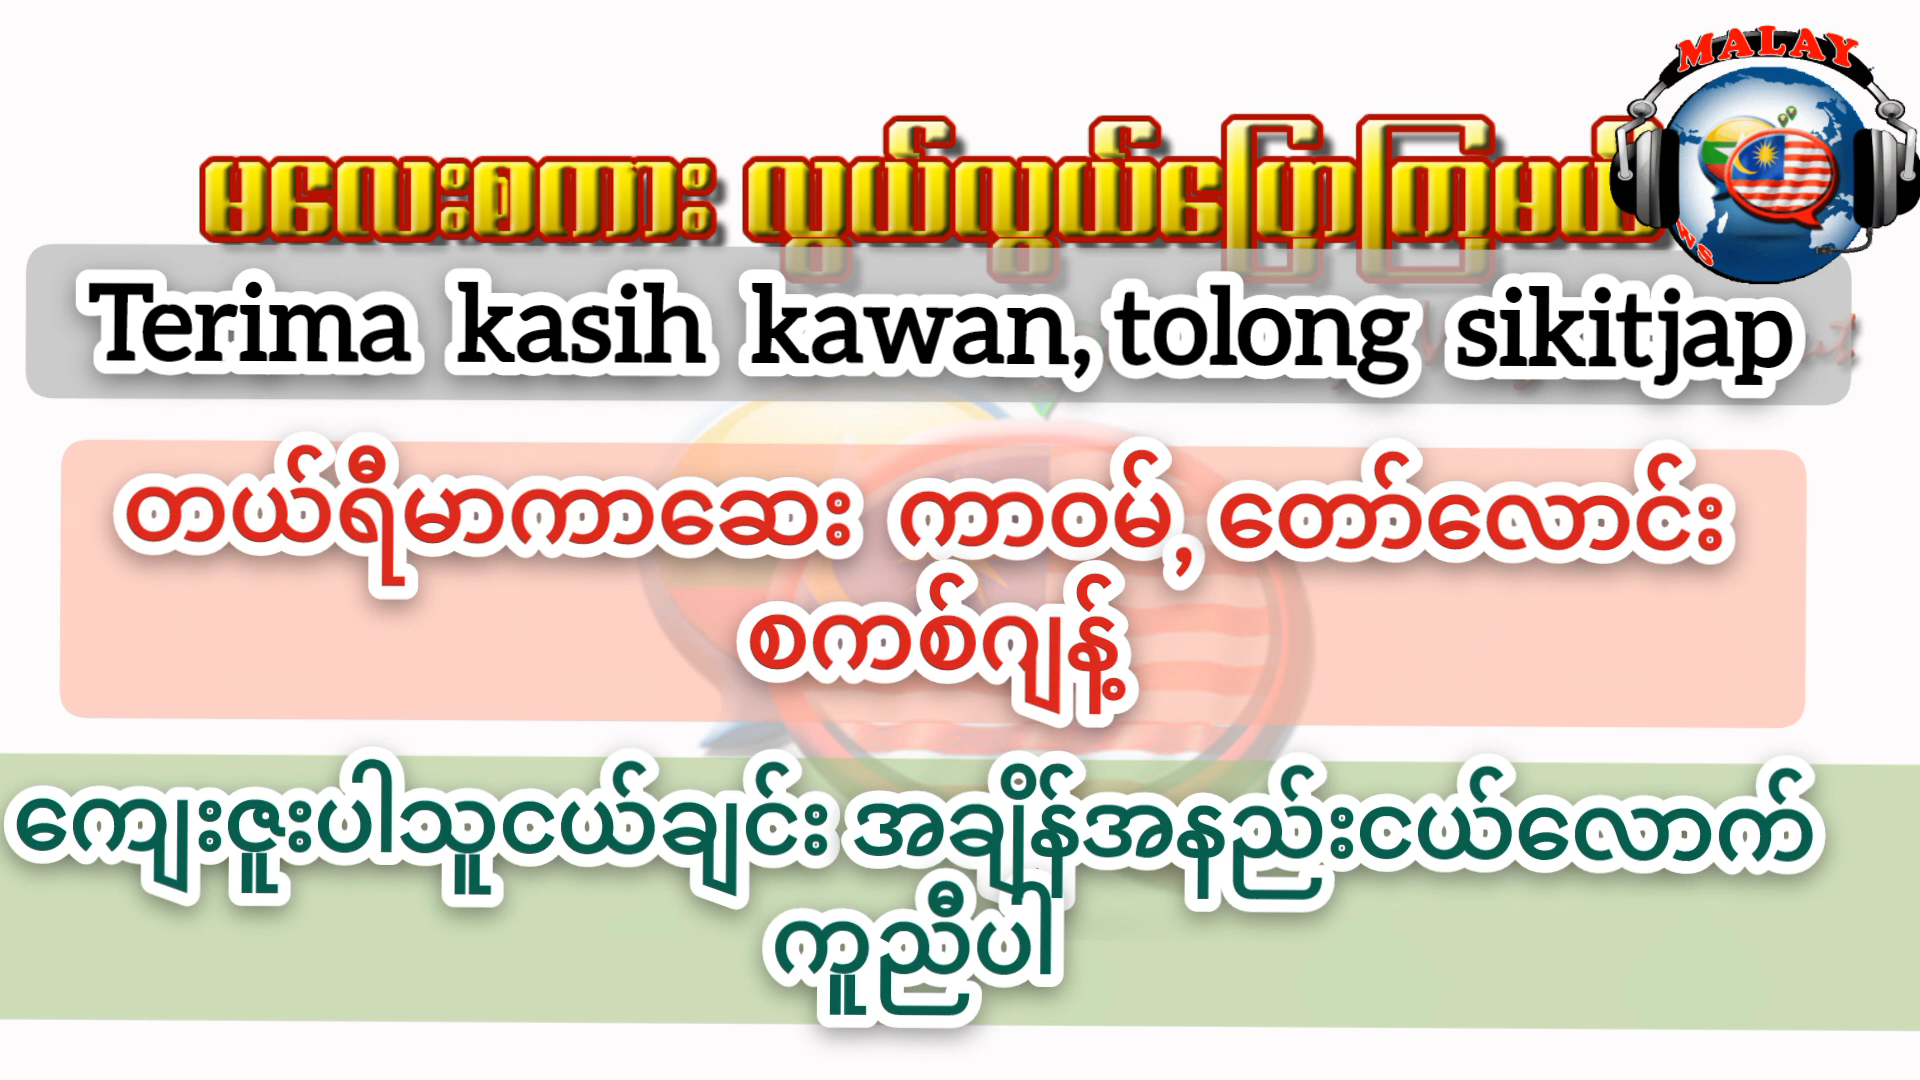 MALAY
မလေးစကား လွယ်လွယ်ပြောကြမယ်
WS
Terima kasih kawan, tolong sikitjap
တယ်ရီမာကာဆေး ကာဝမ်, တော်လောင်း
စကစ်ဂျန့်
ကျေးဇူးပါသူငယ်ချင်း အချိန်အနည်းငယ်လောက်
ကူညီပါ